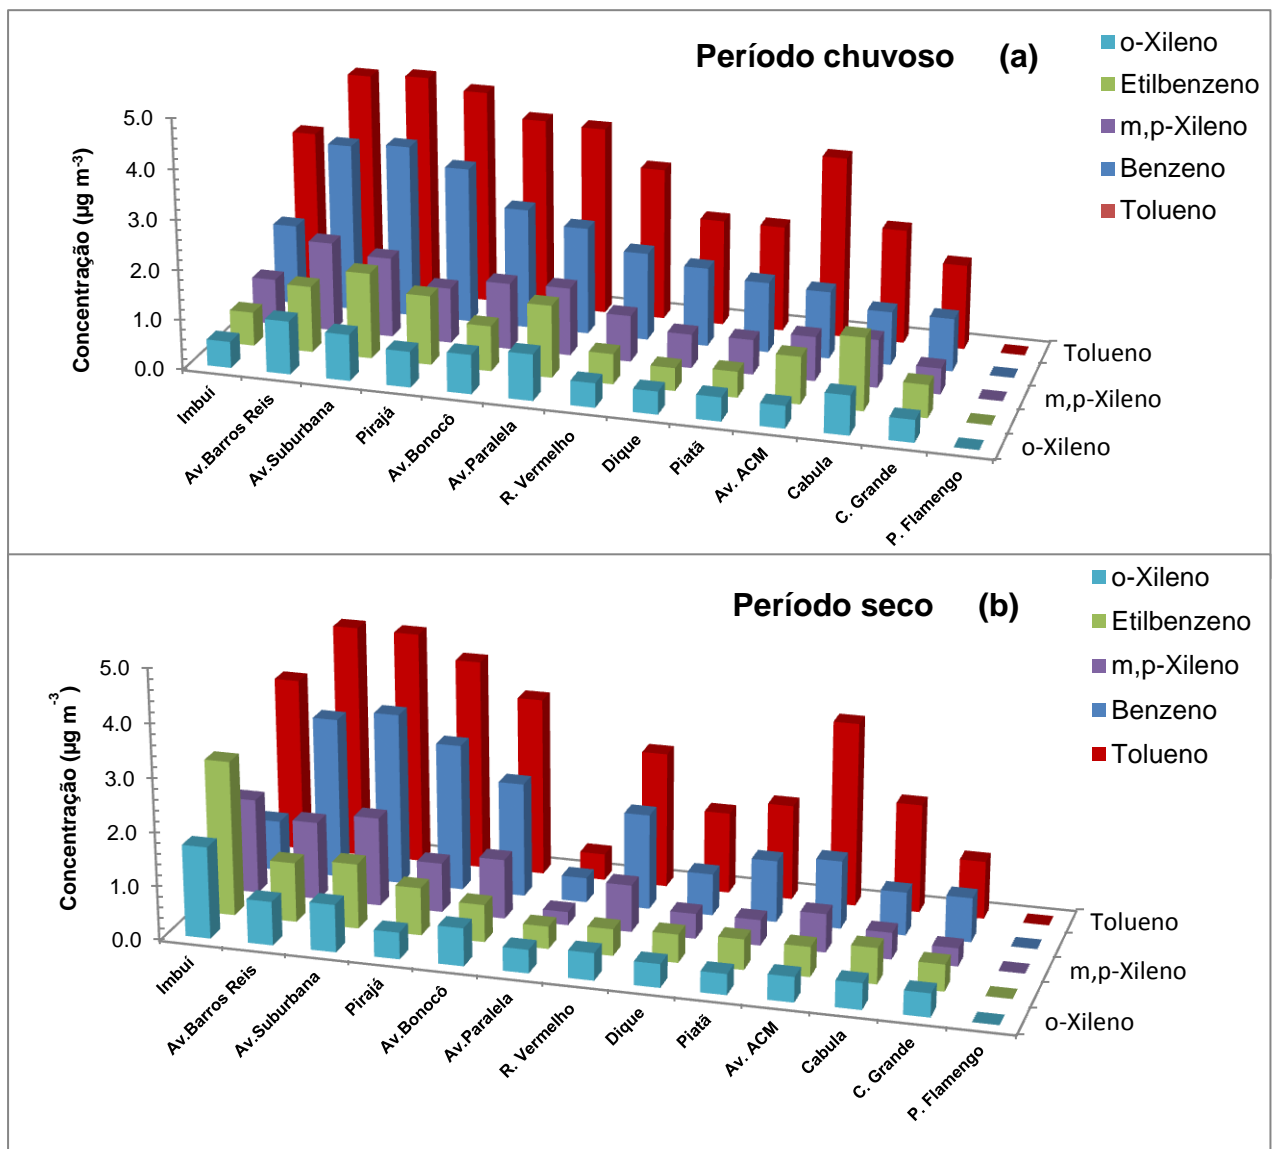 Período chuvoso (a)
o-Xileno
Etilbenzeno
m,p-Xileno
Benzeno
Tolueno
Concentração (µg m-3)
5.0
4.0
3.0
2.0
1.0
0.0
Imbuí
Av.Barros Reis
Av.Suburbana
Pirajá
Av.Bonocô
Av.Paralela
R. Vermelho
Dique
Piatã
Av. ACM
Cabula
C. Grande
P. Flamengo
Tolueno
m,p-Xileno
o-Xileno
Período seco (b)
o-Xileno
Etilbenzeno
m,p-Xileno
Benzeno
Tolueno
Concentração (µg m-3)
5.0
4.0
3.0
2.0
1.0
0.0
Imbuí
Av.Barros Reis
Av.Suburbana
Pirajá
Av.Bonocô
Av.Paralela
R. Vermelho
Dique
Piatã
Av. ACM
Cabula
C. Grande
P. Flamengo
Tolueno
m,p-Xileno
o-Xileno